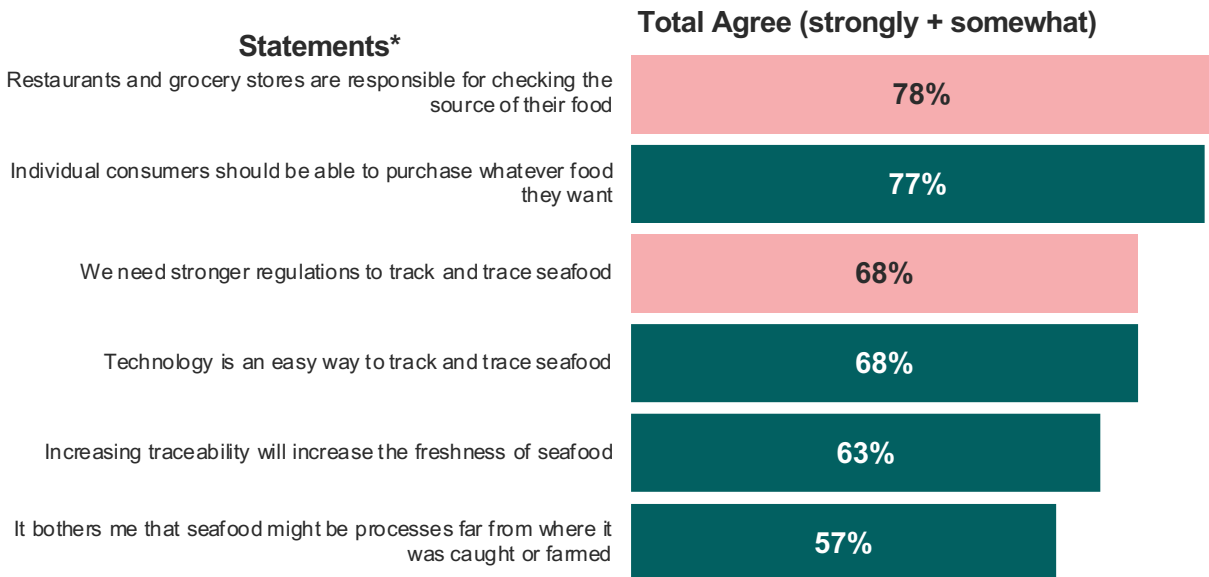 Statements*
Total Agree (strongly + somewhat)
Restaurants and grocery stores are responsible for checking the
source of their food
78%
Individual consumers should be able to purchase whatever food
they want
77%
We need stronger regulations to track and trace seafood
68%
Technology is an easy way to track and trace seafood
68%
Increasing traceability will increase the freshness of seafood
63%
It bothers me that seafood might be processes far from where it
was caught or farmed
57%